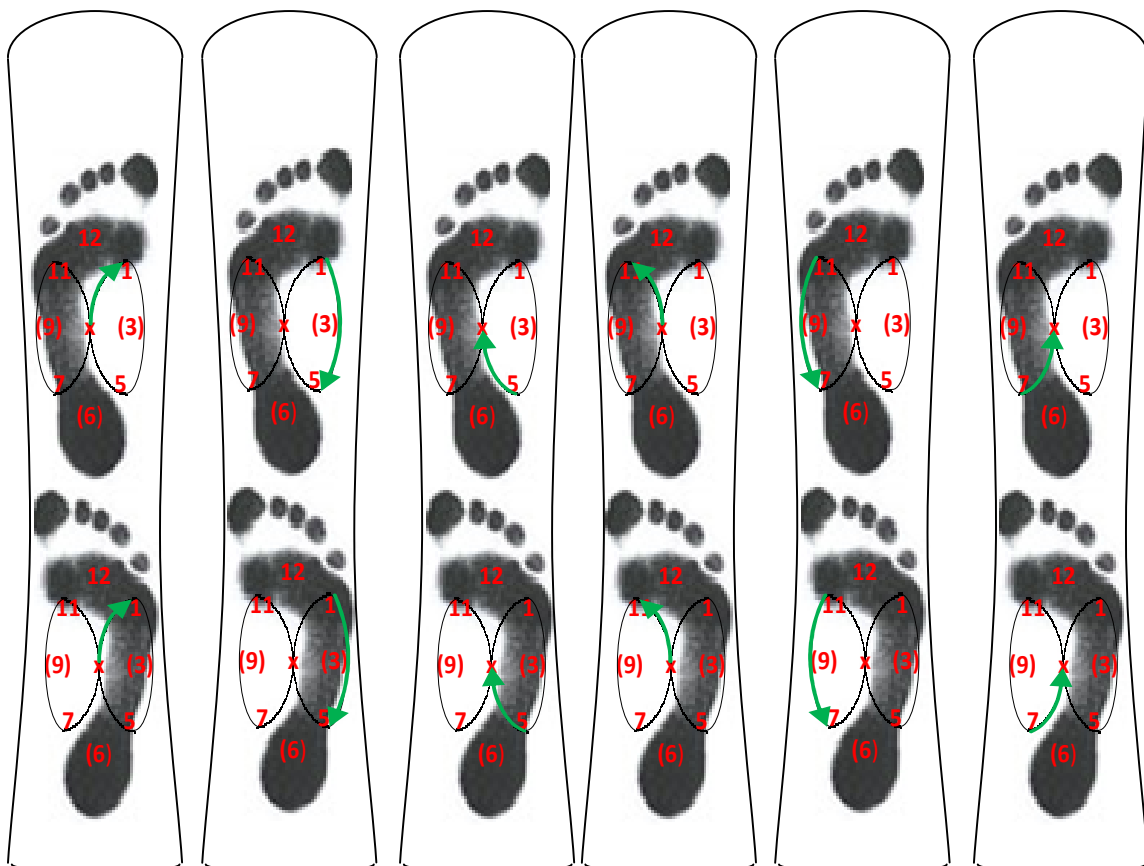 12 12 12 12 12 12
11 1 11 1 11 1 1 1 11 1 11 1
(9) x (3) (9) x (3) (9) x (3) (9) x (3) (9) x (3) (9) x (3)
7 5 7 5 7 5 7 5 7 5 7 5
(6) (6) (6) (6) (6) (6)
12 12 12 12 12 12
11 1 11 1 11 1 11 1 11 1 11 1
(9) x (3) (9) x (3) (9) x (3) (9) x (3) (9) x (3) (9) x (3)
7 5 7 5 7 5 7 5 7 5 7 5
(6) (6) (6) (6) (6) (6)